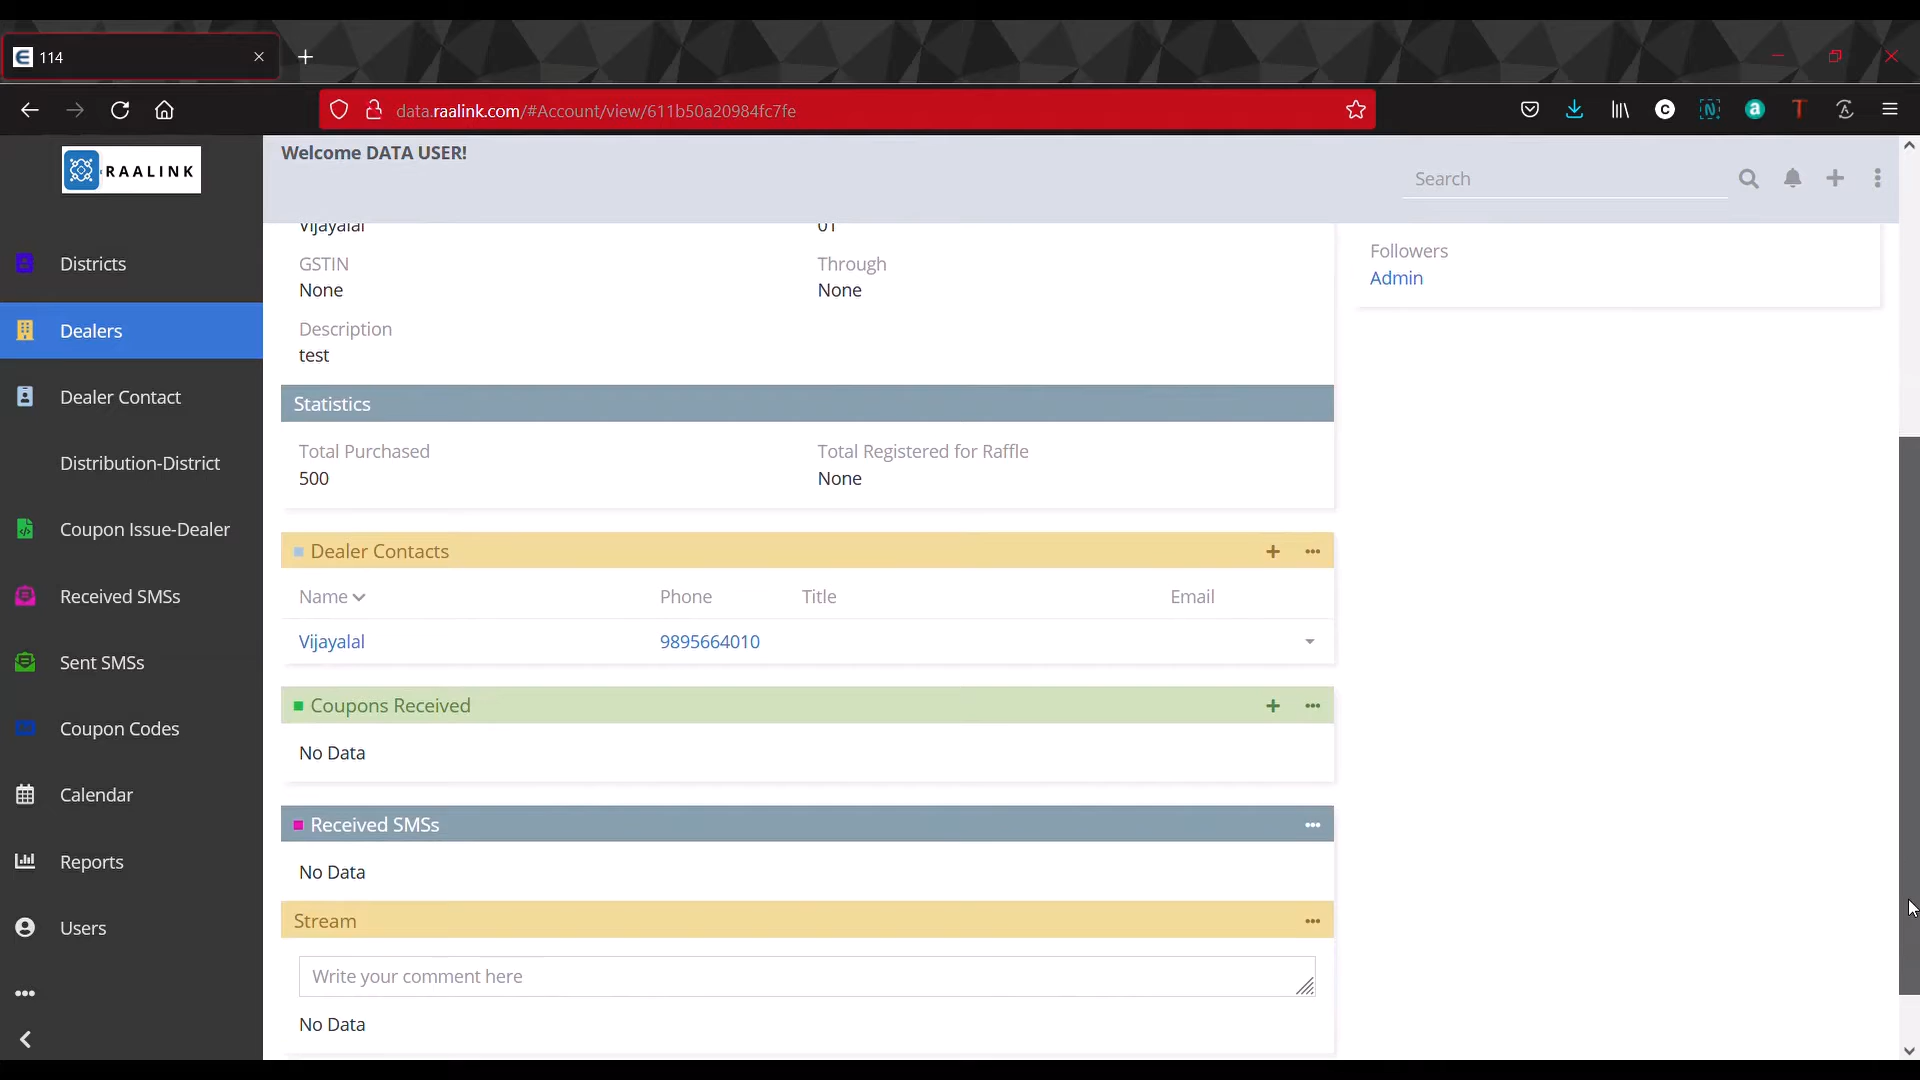 114
data.raalink.com/#Account/view/611b50a20984fc7fe
RAALINK
Welcome DATA USER!
Search
Districts
Dealers
Dealer Contact
Distribution-District
Coupon Issue-Dealer
Received SMSs
Sent SMSs
Coupon Codes
Calendar
Reports
Users
Vijayalal
01
GSTIN
Through
None
None
Description
test
Followers
Admin
Statistics
Total Purchased
Total Registered for Raffle
500
None
Dealer Contacts
Name Phone Title Email
Vijayalal 9895664010
Coupons Received
No Data
Received SMSs
No Data
Stream
Write your comment here
No Data